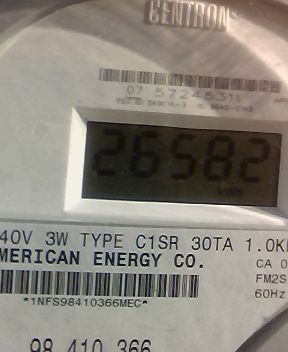 CENTRON
07 57245311
26582
kWh
40V 3W TYPE C1SR 30TA 1.0K
MERICAN ENERGY CO.
CA 0
FM2S
60Hz
*1NFS98410366MEC*
98 410 366